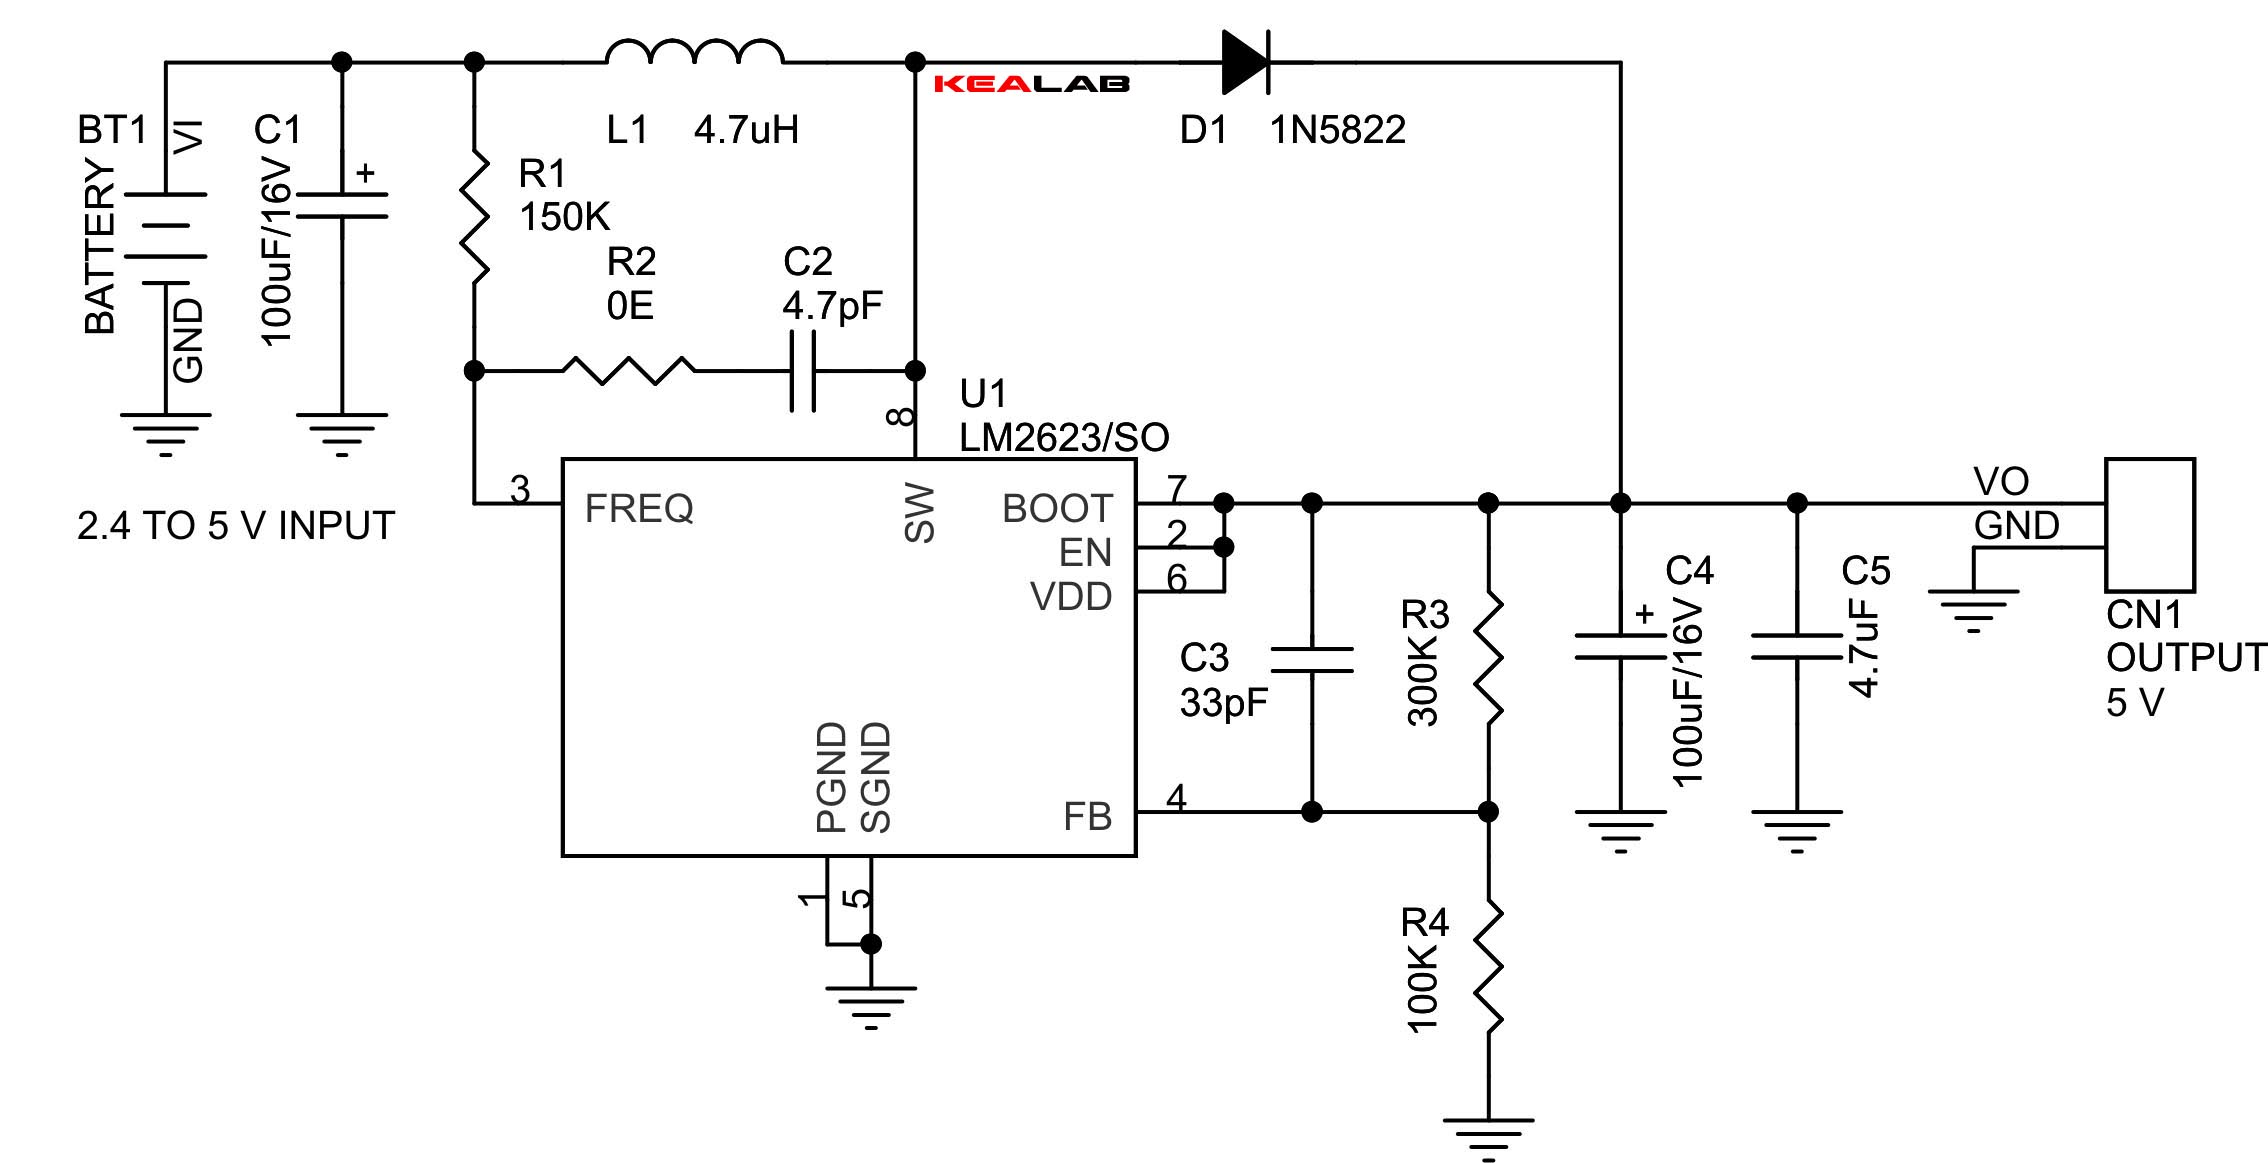 BT1
VI
BATTERY
GND
C1
+
100uF/16V
2.4 TO 5 V INPUT
R1
150K
L1 4.7uH
KEALAB
D1 1N5822
R2
0E
C2
4.7pF
8
U1
LM2623/SO
3
FREQ
SW
BOOT
7
EN
2
VDD
6
PGND
SGND
FB
4
1
5
C3
33pF
R3
300K
R4
100K
C4
+
100uF/16V
C5
4.7uF
VO
GND
CN1
OUTPUT
5 V